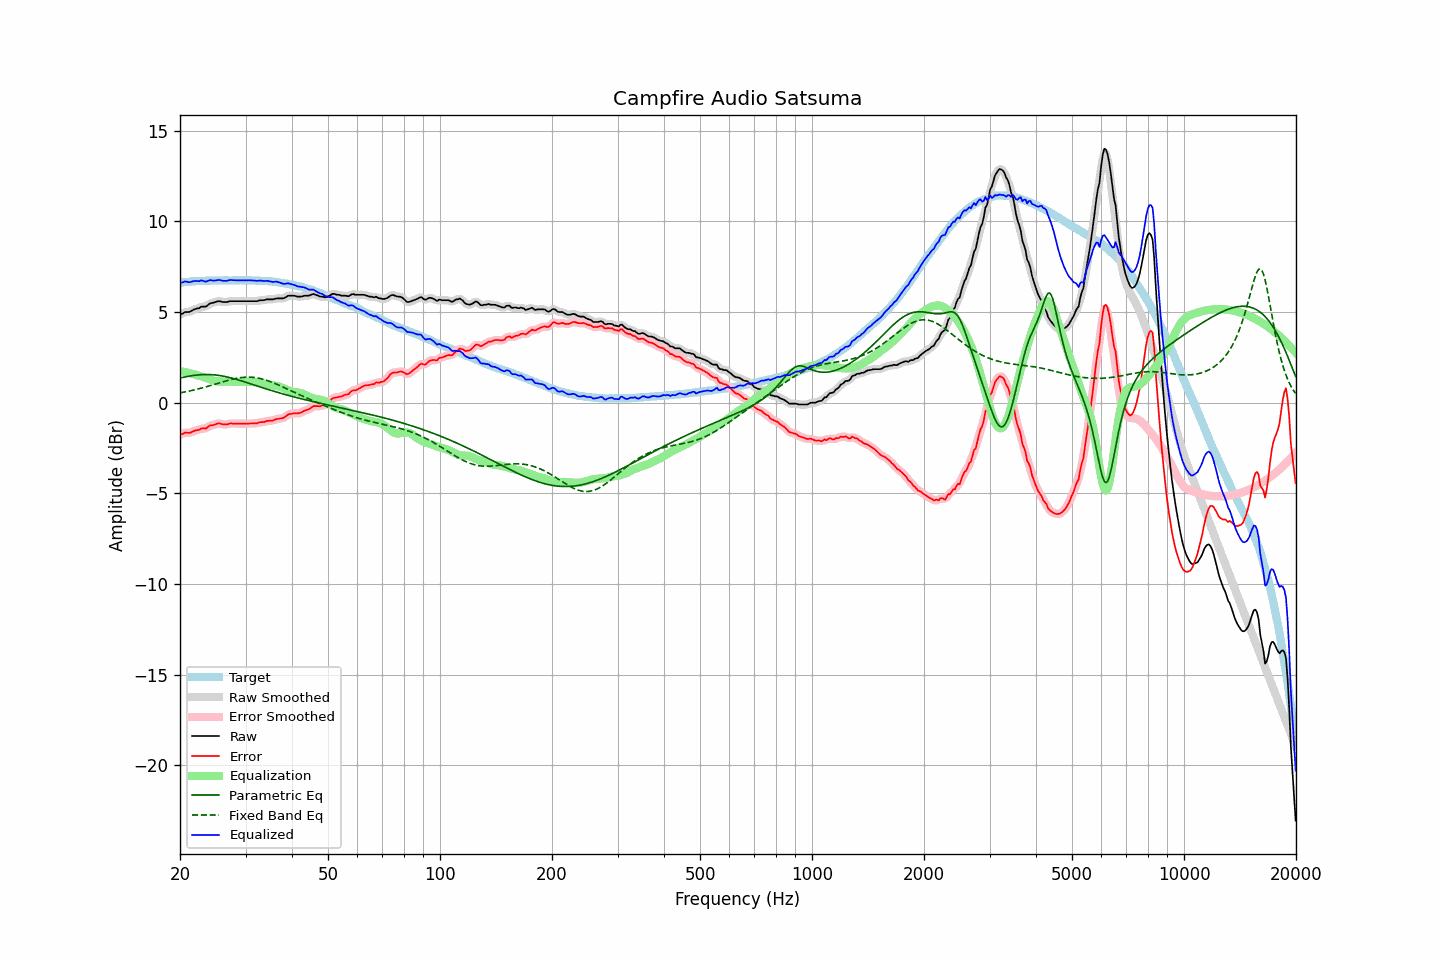 Campfire Audio Satsuma
15
10
5
0
−5
−10
−15
−20
Amplitude (dBr)
Target
Raw Smoothed
Error Smoothed
Raw
Error
Equalization
Parametric Eq
Fixed Band Eq
Equalized
20 50 100 200 500 1000 2000 5000 10000 20000
Frequency (Hz)